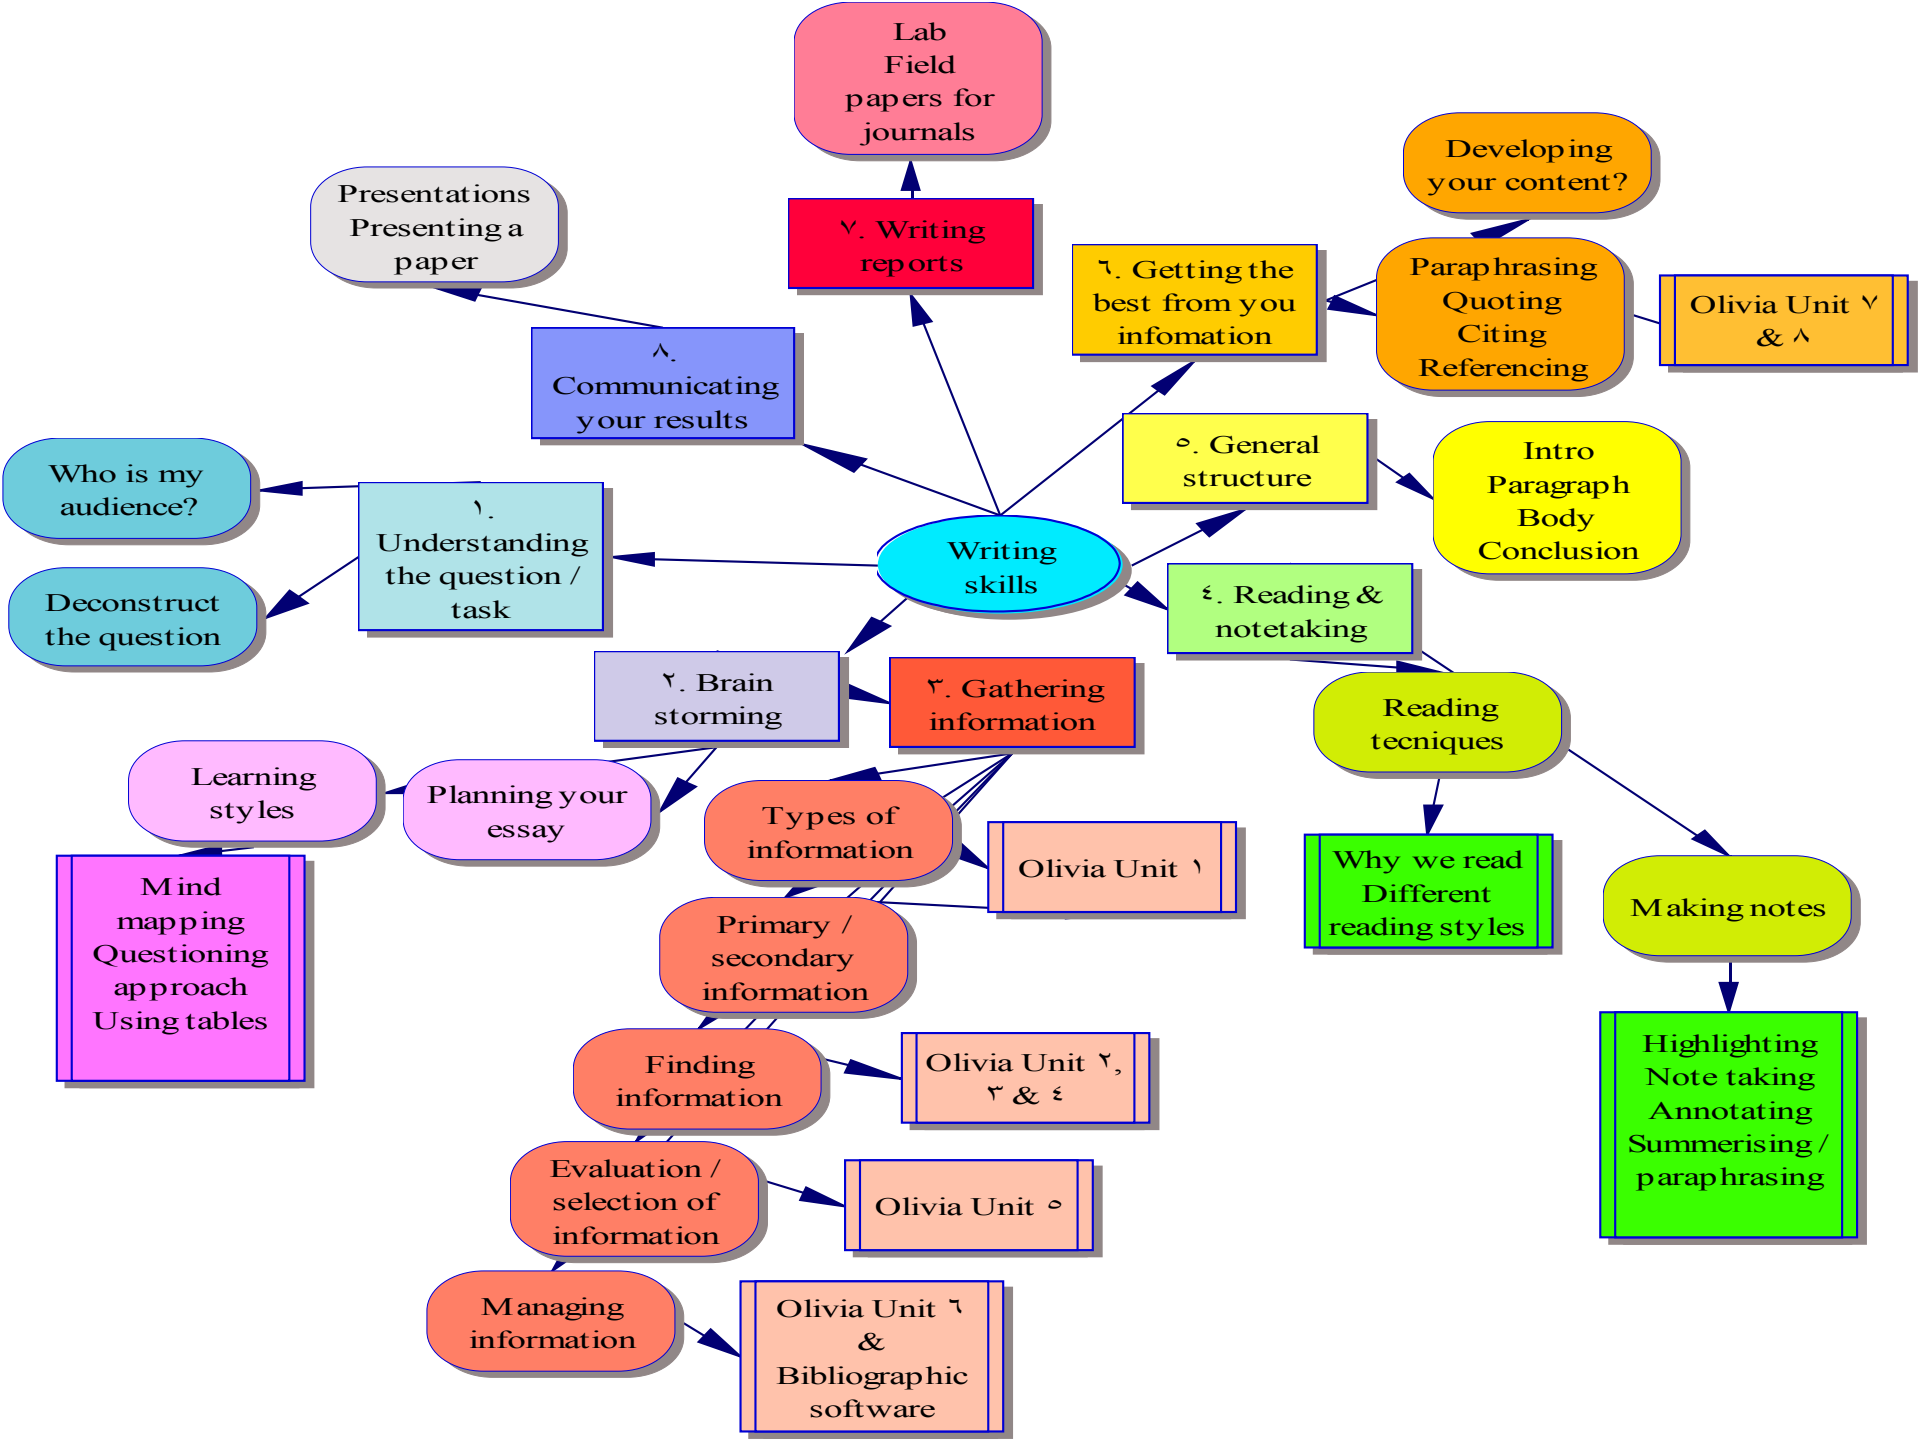 Lab
Field
papers for
journals
Developing
your content?
Presentations
Presenting a
paper
٧. Writing
reports
٦. Getting the
best from you
infomation
Paraphrasing
Quoting
Citing
Referencing
Olivia Unit ٧
& ٨
٨.
Communicating
your results
٥. General
structure
Intro
Paragraph
Body
Conclusion
Who is my
audience?
١.
Understanding
the question /
task
Writing
skills
Deconstruct
the question
٤. Reading &
notetaking
٢. Brain
storming
٣. Gathering
information
Reading
tecniques
Learning
styles
Planning your
essay
Types of
information
Olivia Unit ١
Why we read
Different
reading styles
Making notes
Mind
mapping
Questioning
approach
Using tables
Primary /
secondary
information
Finding
information
Olivia Unit ٢,
٣ & ٤
Highlighting
Note taking
Annotating
Summerising /
paraphrasing
Evaluation /
selection of
information
Olivia Unit ٥
Managing
information
Olivia Unit ٦
&
Bibliographic
software